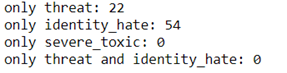 only threat: 22
only identity_hate: 54
only severe_toxic: 0
only threat and identity_hate: 0